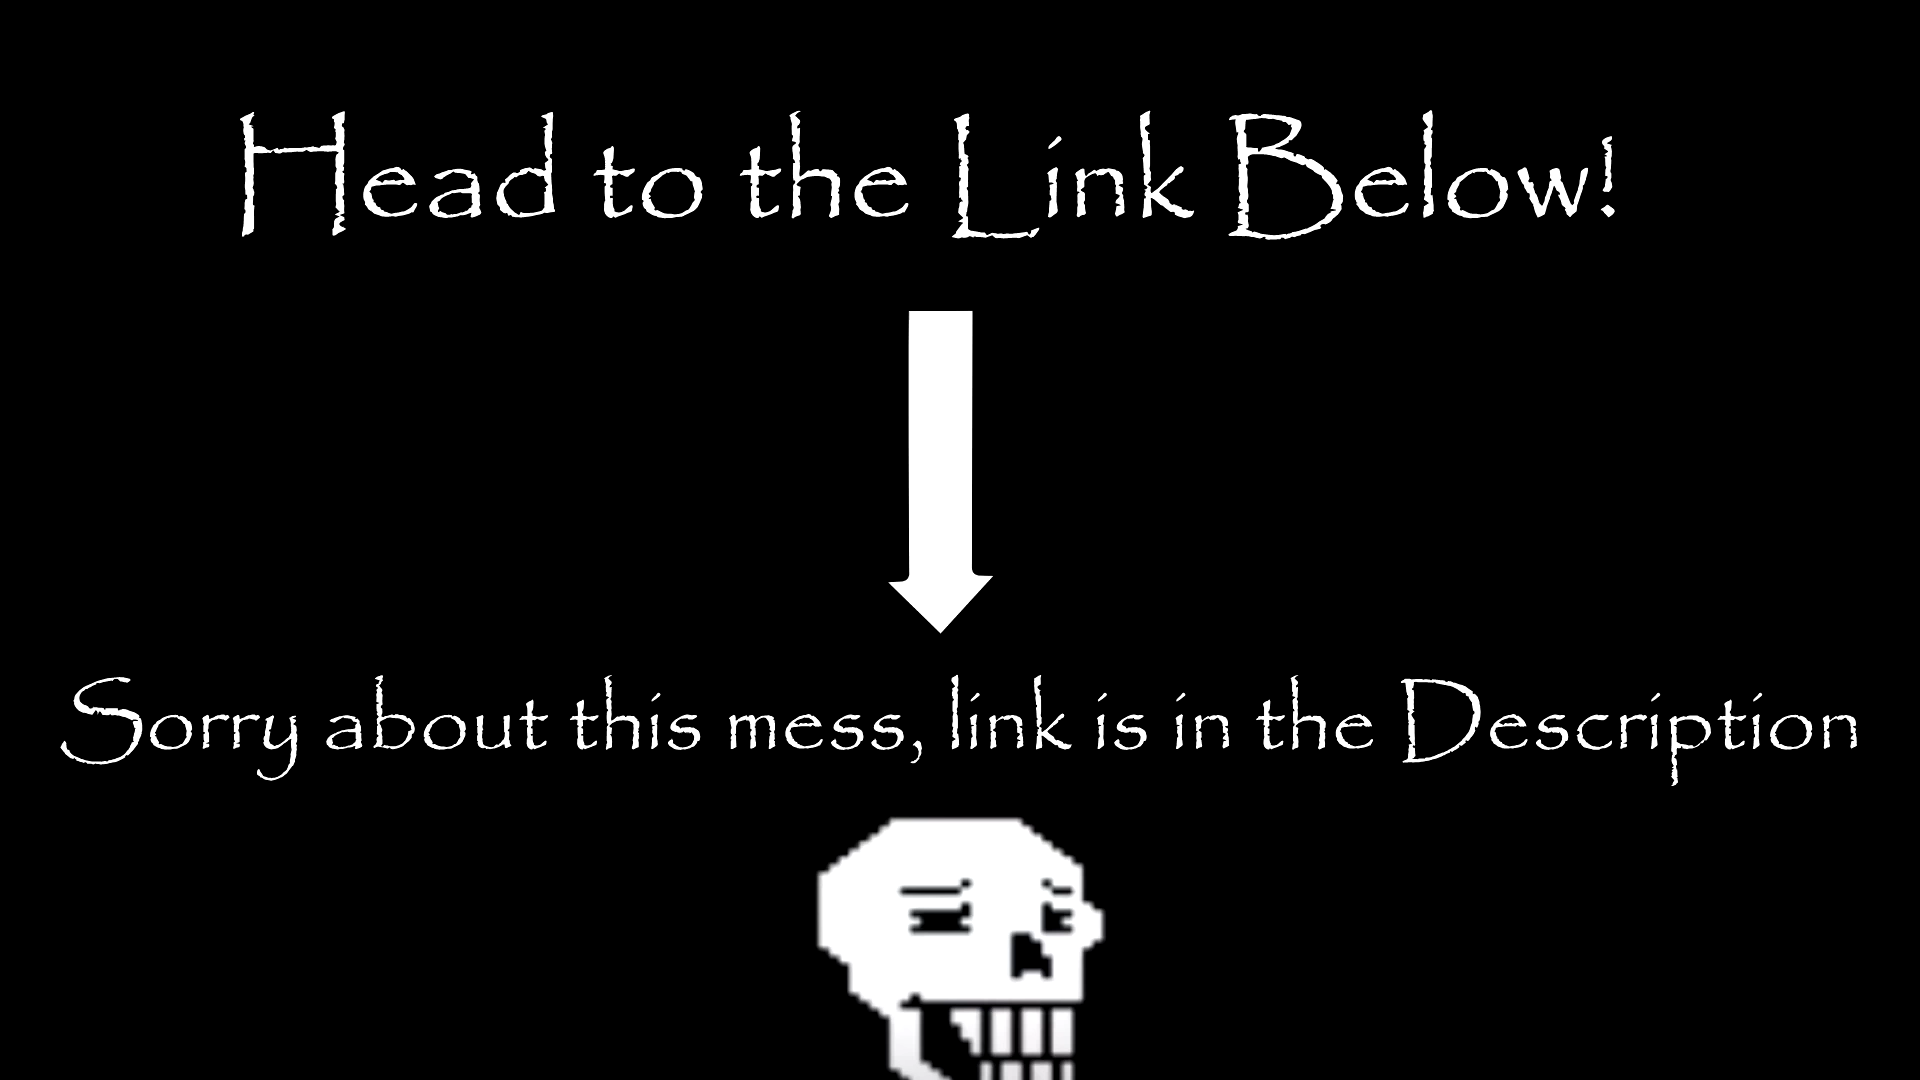 Head to the Link Below!
Sorry about this mess, link is in the Description